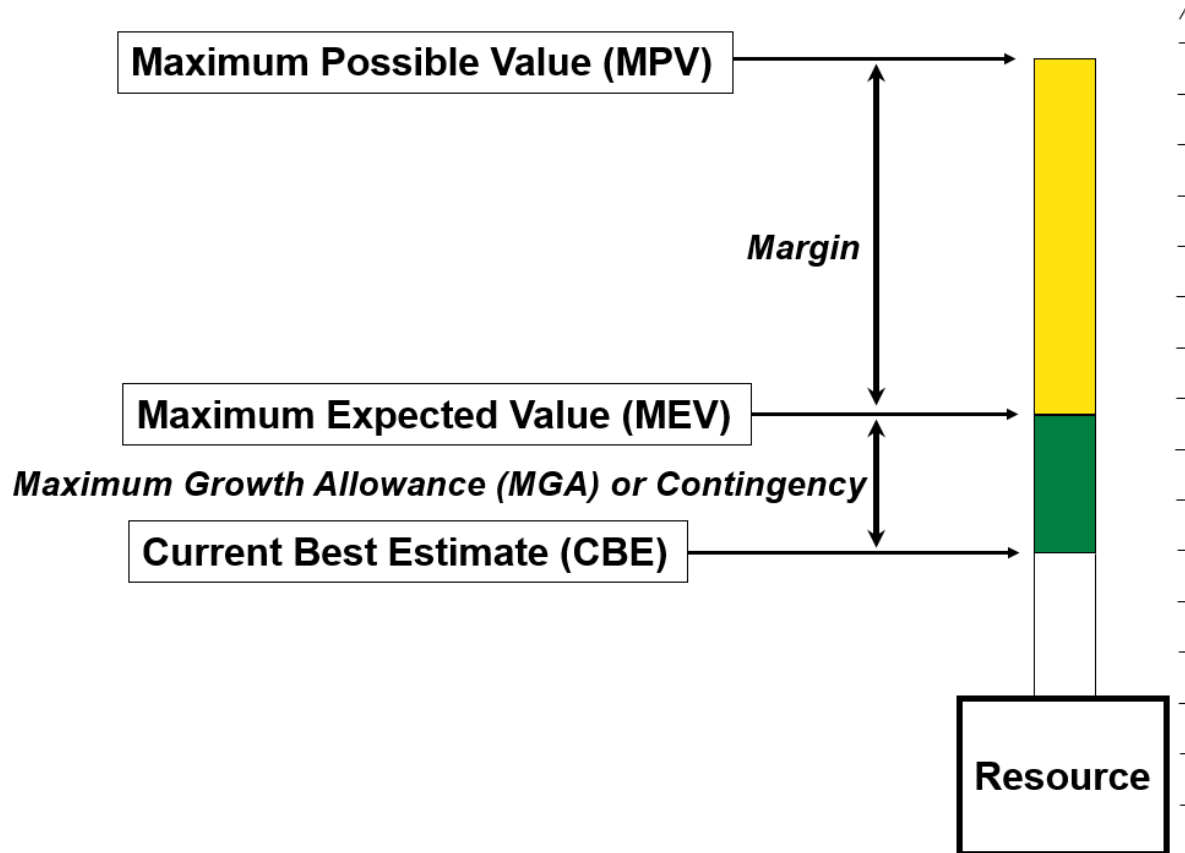 Maximum Possible Value (MPV)
Margin
Maximum Expected Value (MEV)
Maximum Growth Allowance (MGA) or Contingency
Current Best Estimate (CBE)
Resource